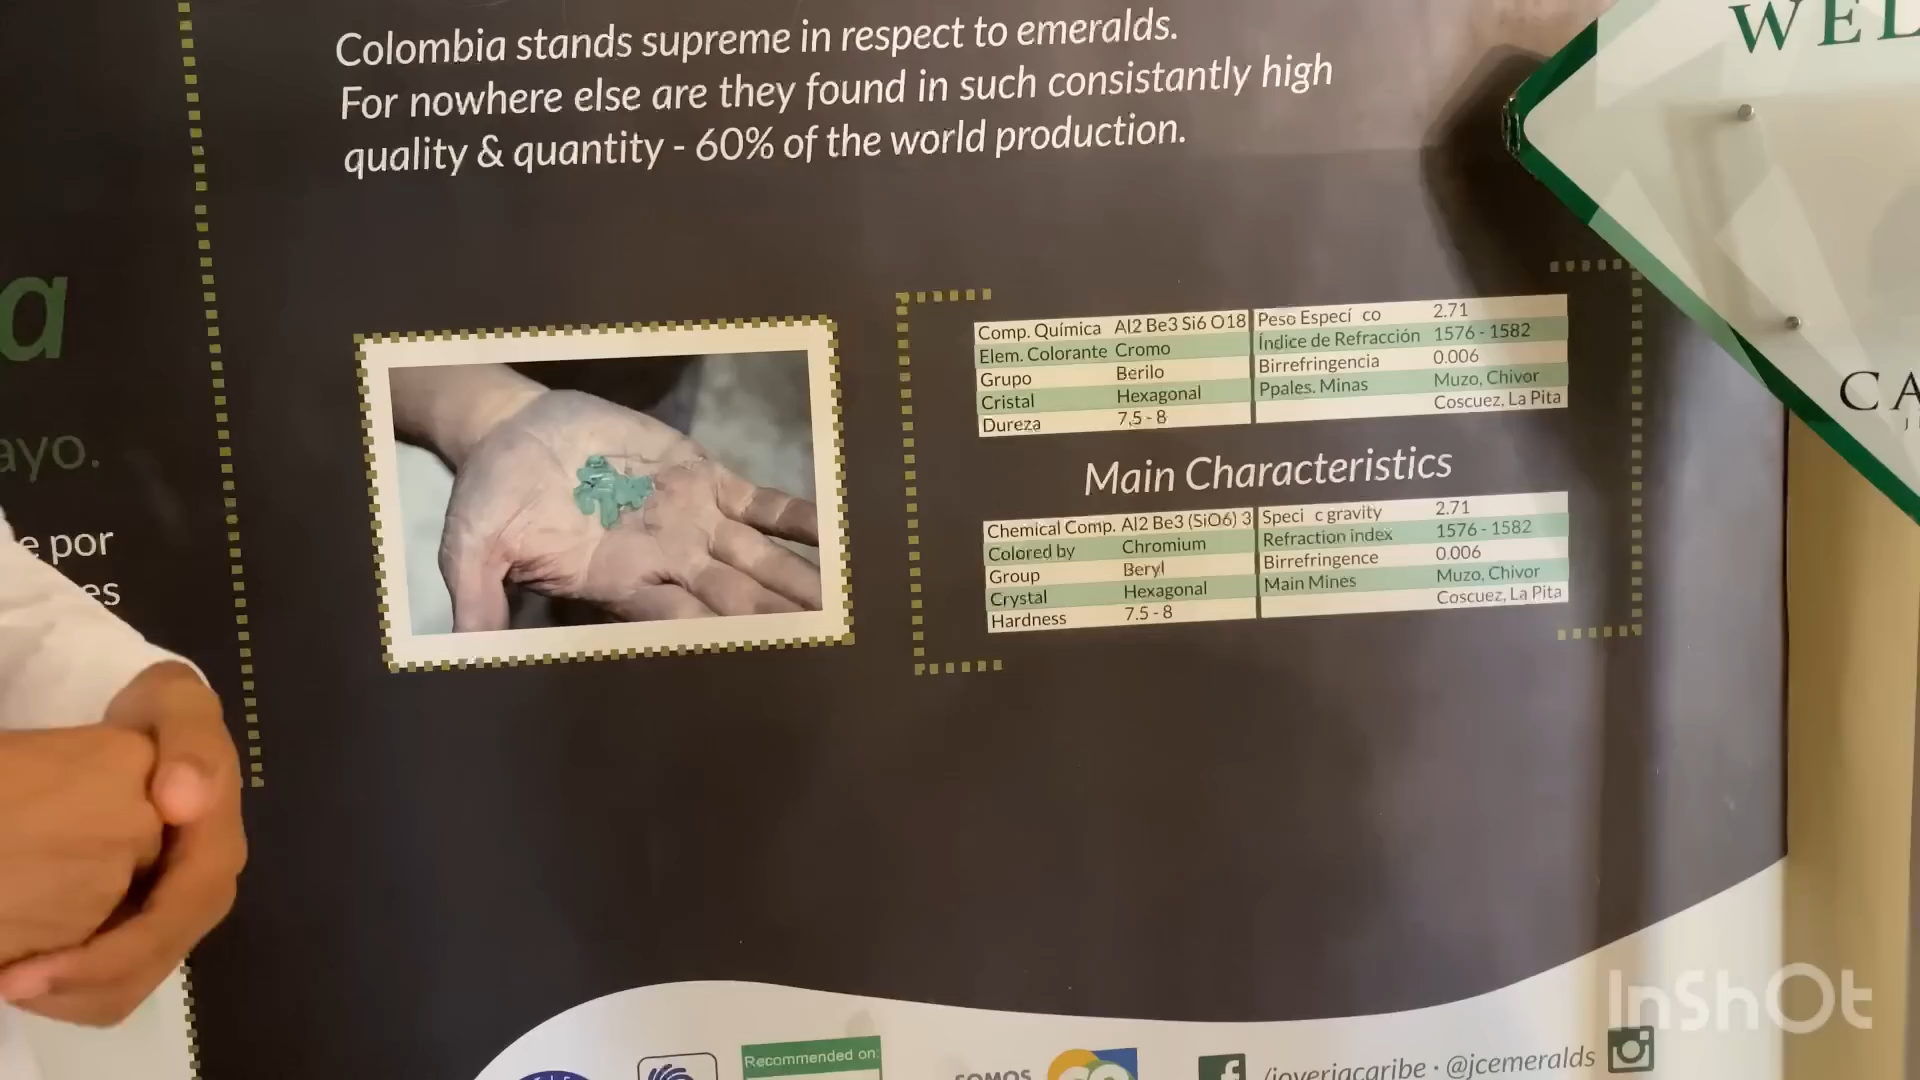 Colombia stands supreme in respect to emeralds.
For nowhere else are they found in such consistantly high
quality & quantity - 60% of the world production.
WEL
a
ayo.
e por
es
CA
Comp. Química Al2 Be3 Si6 O18 Peso Especí co 2.71
Elem. Colorante Cromo Índice de Refracción 1576 - 1582
Grupo Berilo Birrefringencia 0.006
Cristal Hexagonal Ppales. Minas Muzo, Chivor
Dureza 7,5 - 8 Coscuez, La Pita
Main Characteristics
Chemical Comp. Al2 Be3 (SiO6) 3 Speci c gravity 2.71
Colored by Chromium Refraction index 1576 - 1582
Group Beryl Birrefringence 0.006
Crystal Hexagonal Main Mines Muzo, Chivor
Hardness 7.5 - 8 Coscuez, La Pita
Recommended on:
SOMOS
/joyeriacaribe · @jcemeralds
InShOt